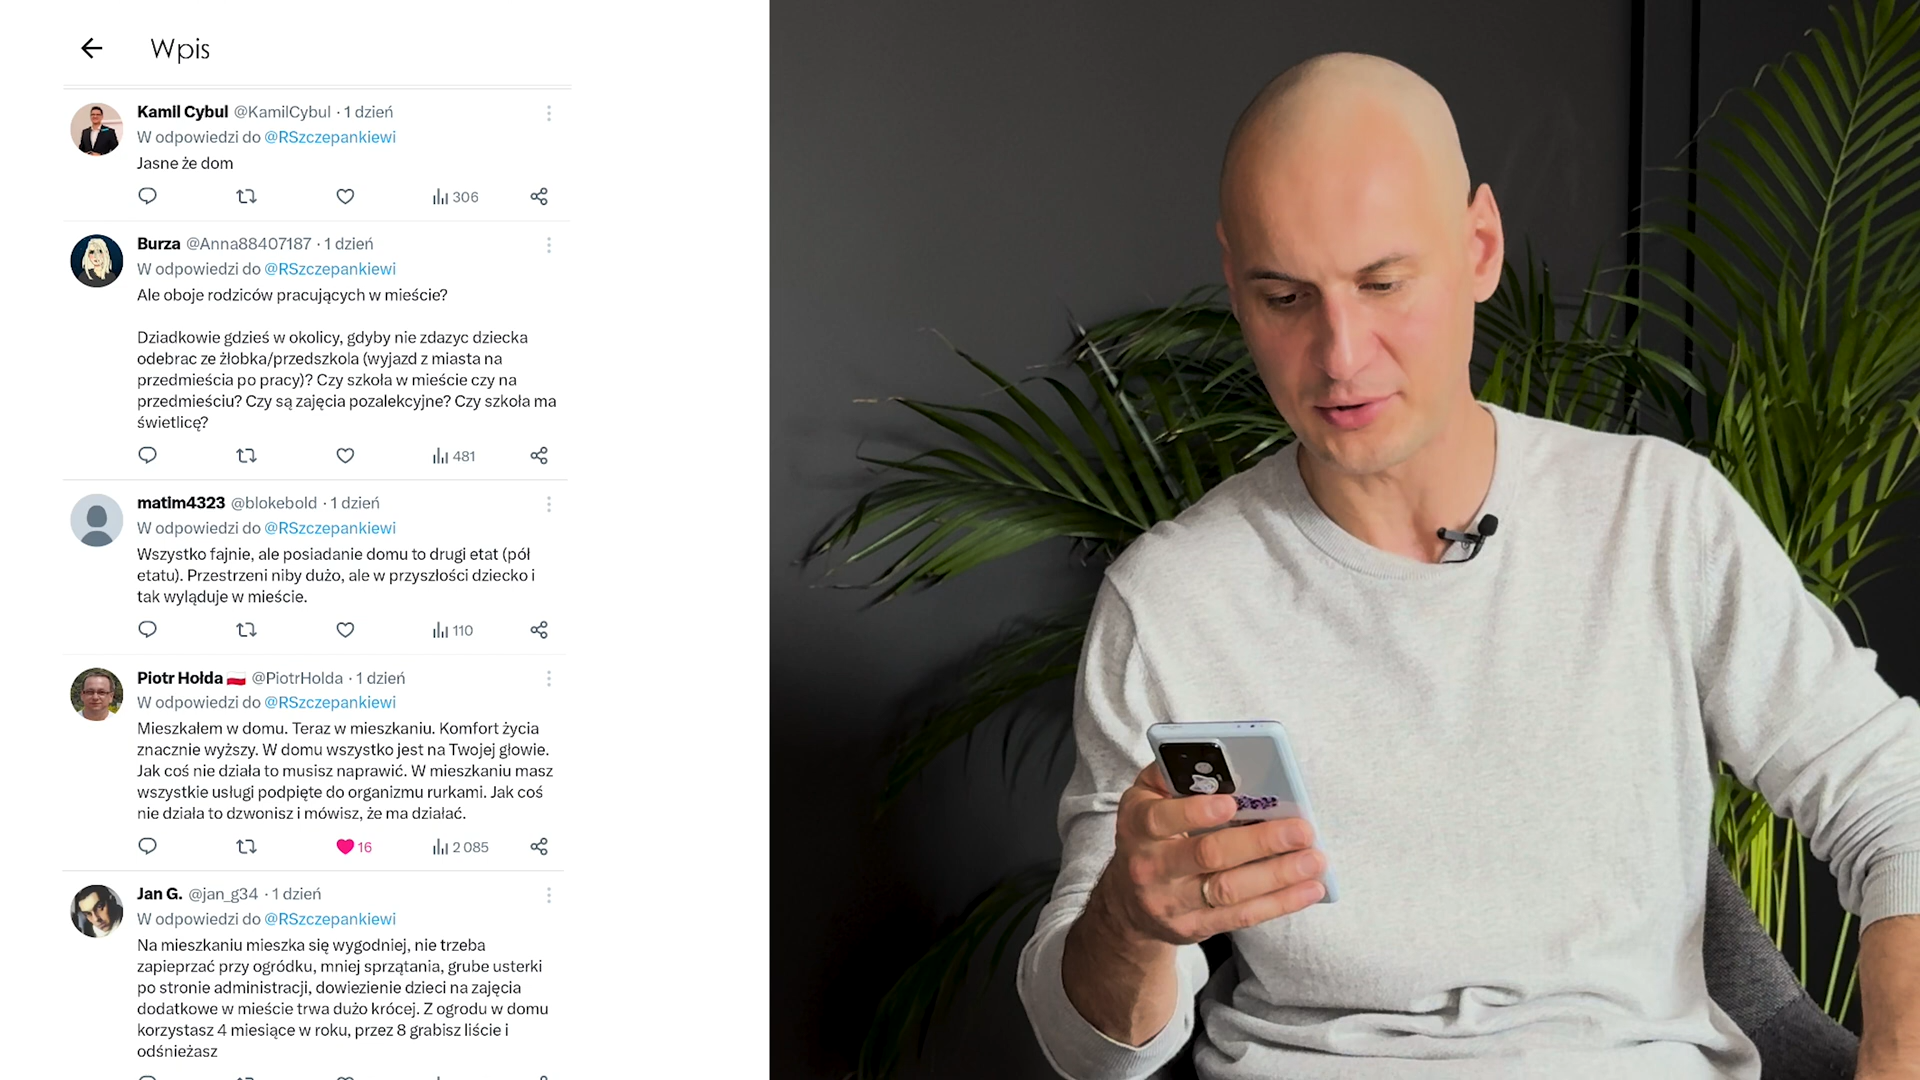 Wpis
Kamil Cybul @KamilCybul · 1 dzień
W odpowiedzi do @RSzczepankiewi
Jasne że dom
306
Burza @Anna88407187 · 1 dzień
W odpowiedzi do @RSzczepankiewi
Ale oboje rodziców pracujących w mieście?
Dziadkowie gdzieś w okolicy, gdyby nie zdazyc dziecka
odebrac ze żłobka/przedszkola (wyjazd z miasta na
przedmieścia po pracy)? Czy szkoła w mieście czy na
przedmieściu? Czy są zajęcia pozalekcyjne? Czy szkoła ma
świetlicę?
481
matim4323 @blokebold · 1 dzień
W odpowiedzi do @RSzczepankiewi
Wszystko fajnie, ale posiadanie domu to drugi etat (pół
etatu). Przestrzeni niby dużo, ale w przyszłości dziecko i
tak wyląduje w mieście.
110
Piotr Hołda @PiotrHolda · 1 dzień
W odpowiedzi do @RSzczepankiewi
Mieszkałem w domu. Teraz w mieszkaniu. Komfort życia
znacznie wyższy. W domu wszystko jest na Twojej głowie.
Jak coś nie działa to musisz naprawić. W mieszkaniu masz
wszystkie usługi podpięte do organizmu rurkami. Jak coś
nie działa to dzwonisz i mówisz, że ma działać.
16 2 085
Jan G. @jan_g34 · 1 dzień
W odpowiedzi do @RSzczepankiewi
Na mieszkaniu mieszka się wygodniej, nie trzeba
zapieprzać przy ogródku, mniej sprzątania, grube usterki
po stronie administracji, dowiezienie dzieci na zajęcia
dodatkowe w mieście trwa dużo krócej. Z ogrodu w domu
korzystasz 4 miesiące w roku, przez 8 grabisz liście i
odśnieżasz